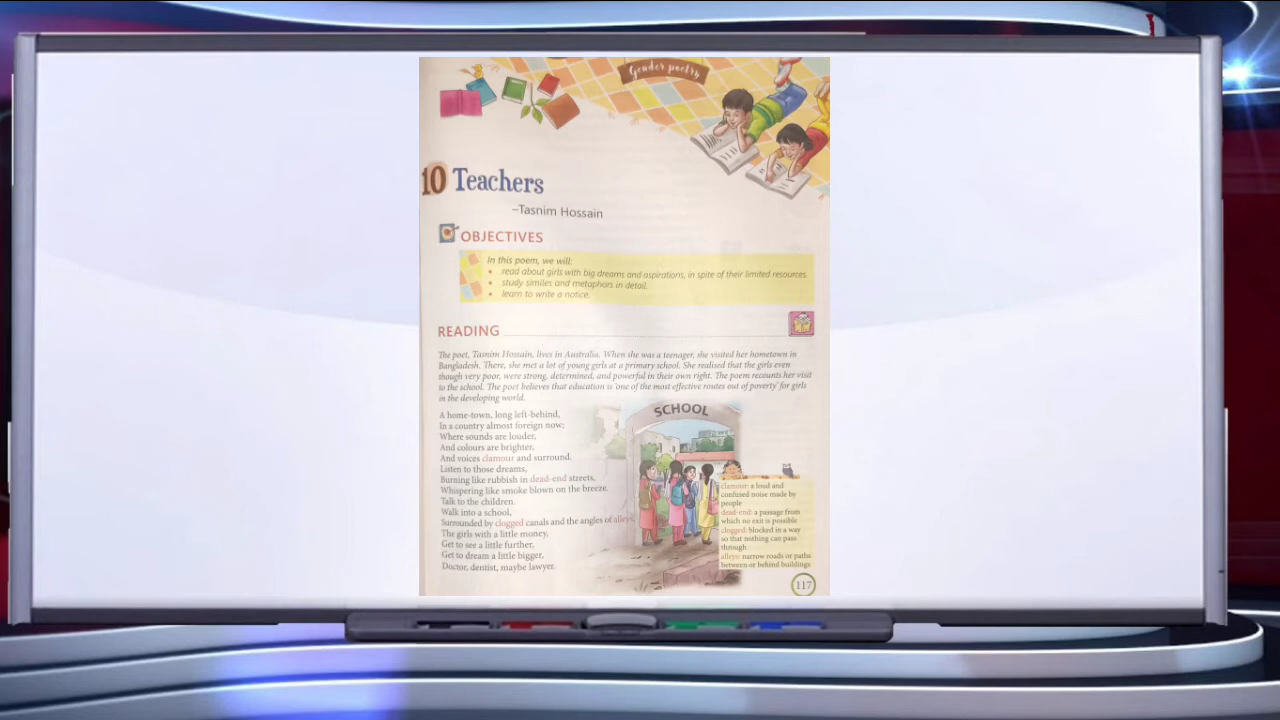 Gender poetry
10 Teachers
–Tasnim Hossain
OBJECTIVES
In this poem, we will:
• read about girls with big dreams and aspirations, in spite of their limited resources.
• study similes and metaphors in detail.
• learn to write a notice.
READING
The poet, Tasnim Hossain, lives in Australia. When she was a teenager, she visited her hometown in
Bangladesh. There, she met a lot of young girls at a primary school. She realised that the girls even
though very poor, were strong, determined, and powerful in their own right. The poem recounts her visit
to the school. The poet believes that education is 'one of the most effective routes out of poverty' for girls
in the developing world.
A home-town, long left-behind,
In a country almost foreign now;
Where sounds are louder,
And colours are brighter,
And voices clamour and surround.
Listen to those dreams,
Burning like rubbish in dead-end streets,
Whispering like smoke blown on the breeze.
Talk to the children.
Walk into a school,
Surrounded by clogged canals and the angles of alleys.
The girls with a little money,
Get to see a little further,
Get to dream a little bigger,
Doctor, dentist, maybe lawyer.
SCHOOL
clamour: a loud and
confused noise made by
people
dead-end: a passage from
which no exit is possible
clogged: blocked in a way
so that nothing can pass
through
alleys: narrow roads or paths
between or behind buildings
117